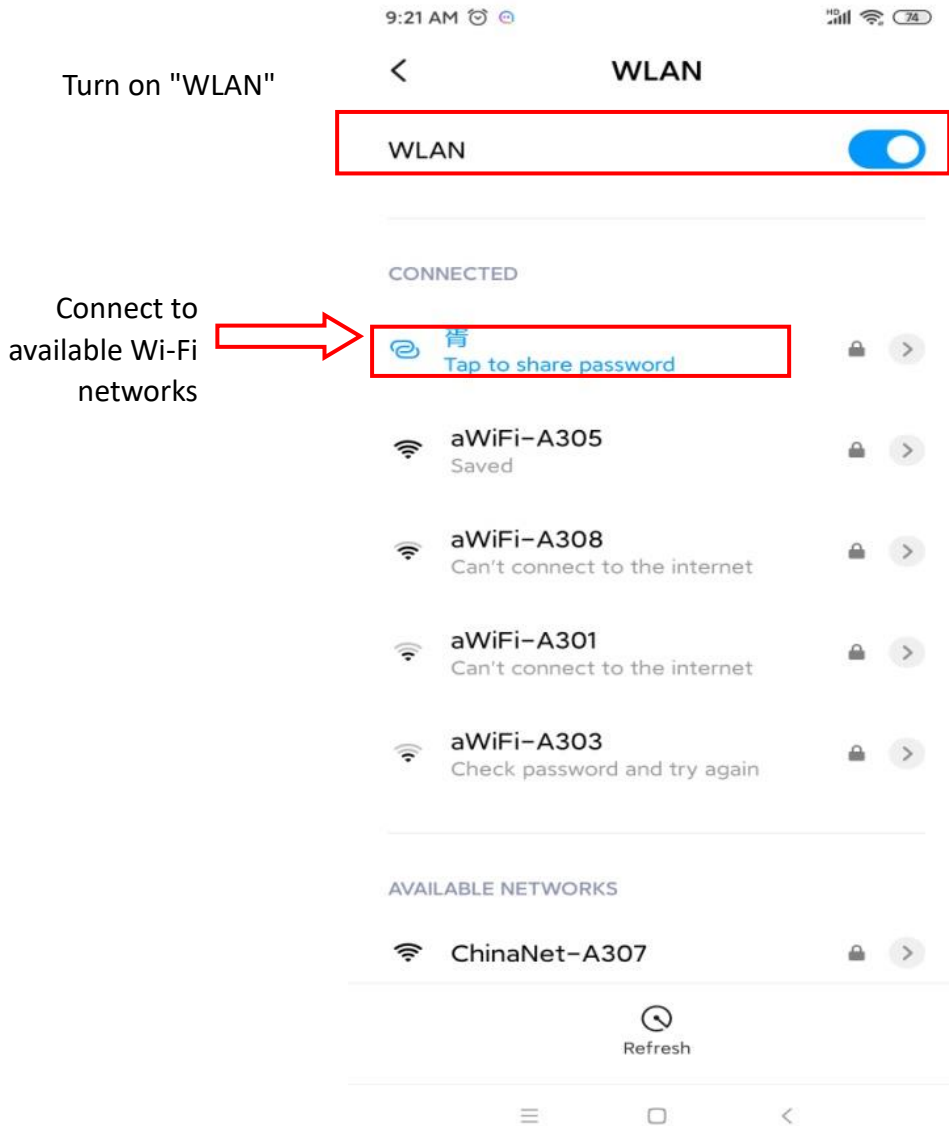 9:21 AM
HD
74
Turn on "WLAN"
WLAN
WLAN
CONNECTED
Connect to
available Wi-Fi
networks
Tap to share password
aWiFi-A305
Saved
aWiFi-A308
Can't connect to the internet
aWiFi-A301
Can't connect to the internet
aWiFi-A303
Check password and try again
AVAILABLE NETWORKS
ChinaNet-A307
Refresh